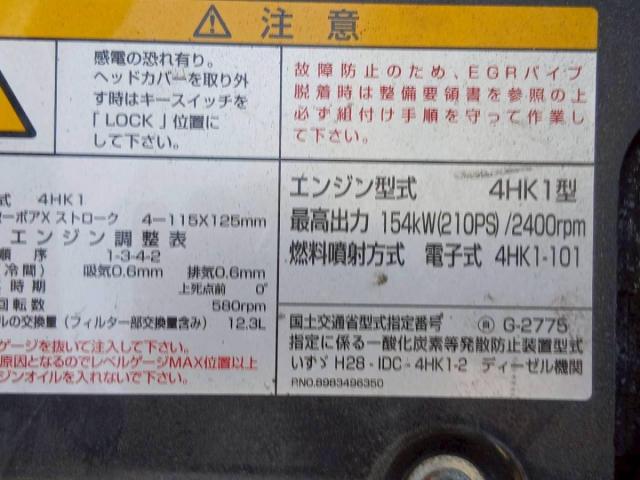 注意
感電の恐れ有り。
ヘッドカバーを取り外
す時はキースイッチを
「LOCK」位置に
して下さい。
故障防止のため、EGRパイプ
脱着時は整備要領書を参照の上
必ず組付け手順を守って作業し
て下さい。
式 4HK1
ーボアX ストローク 4-115X125mm
エンジン調整表
順序 1-3-4-2
(冷間) 吸気0.6mm 排気0.6mm
時期 上死点前 0°
回転数 580rpm
ルの交換量(フィルター部交換量含み) 12.3L
ゲージを抜いて注入して下さい。
原因となるのでレベルゲージMAX位置以上
ジンオイルを入れないで下さい。
エンジン型式 4HK1型
最高出力 154kW(210PS)/2400rpm
燃料噴射方式 電子式 4HK1-101
国土交通省型式指定番号 G-2775
指定に係る一酸化炭素等発散防止装置型式
いすゞ H28-IDC-4HK1-2 ディーゼル機関
P.NO.8983496350